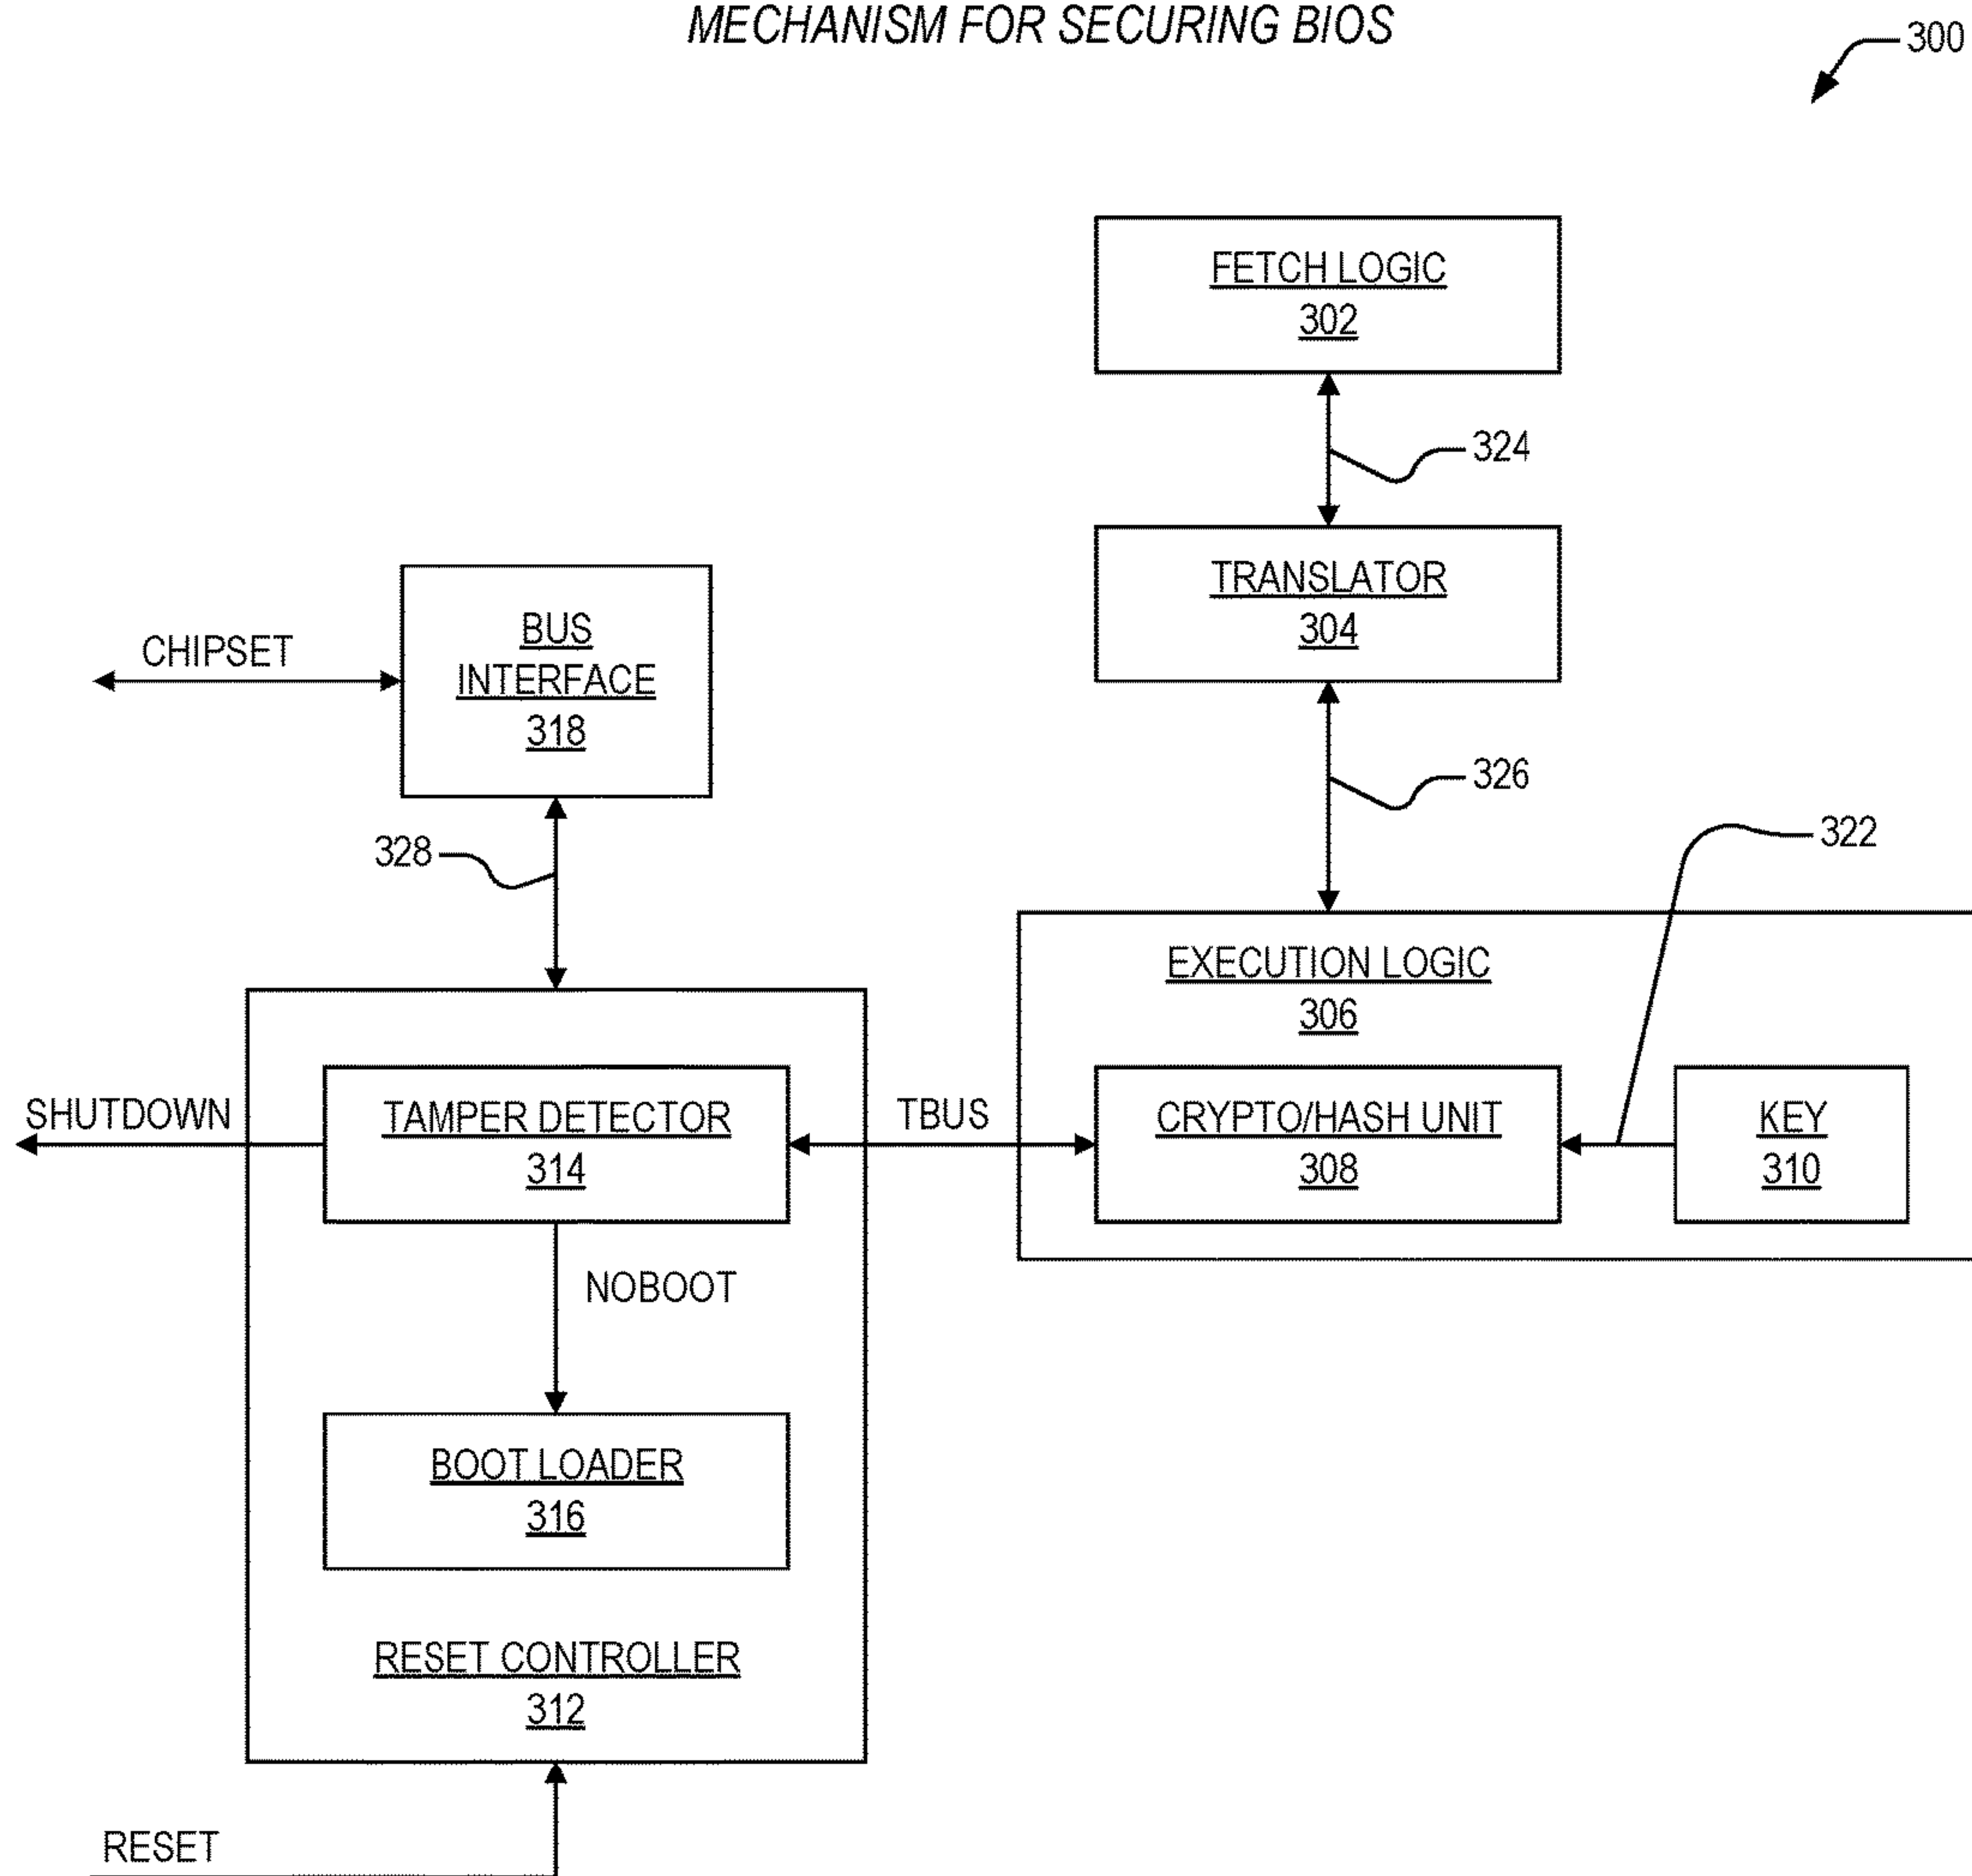 MECHANISM FOR SECURING BIOS
300
FETCH LOGIC
302
324
TRANSLATOR
304
CHIPSET
BUS
INTERFACE
318
326
328
322
EXECUTION LOGIC
306
SHUTDOWN
TAMPER DETECTOR
314
TBUS
CRYPTO/HASH UNIT
308
KEY
310
NOBOOT
BOOT LOADER
316
RESET CONTROLLER
312
RESET